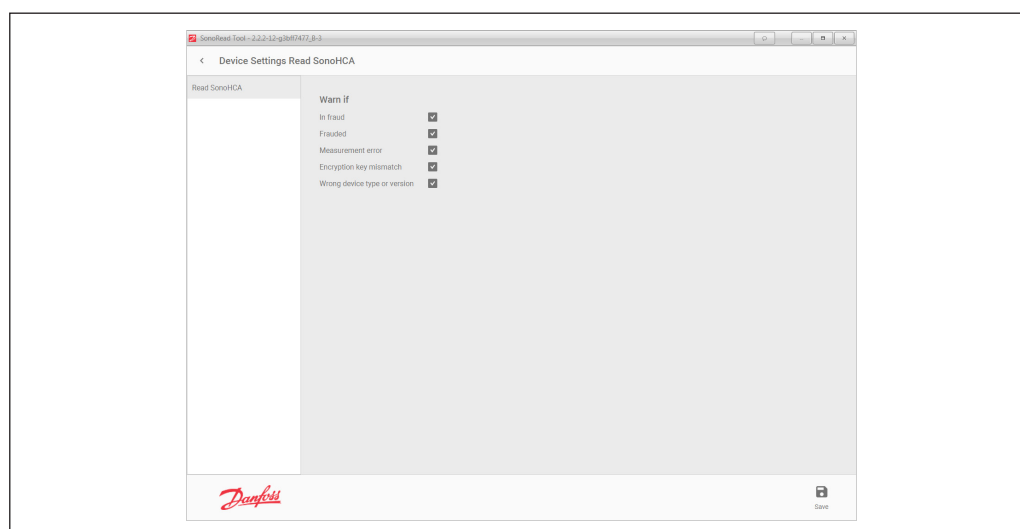 SonoRead Tool - 2.2.2-12-g3bff7477_8-3
Device Settings Read SonoHCA
Read SonoHCA
Warn if
In fraud
Frauded
Measurement error
Encryption key mismatch
Wrong device type or version
Danfoss
Save